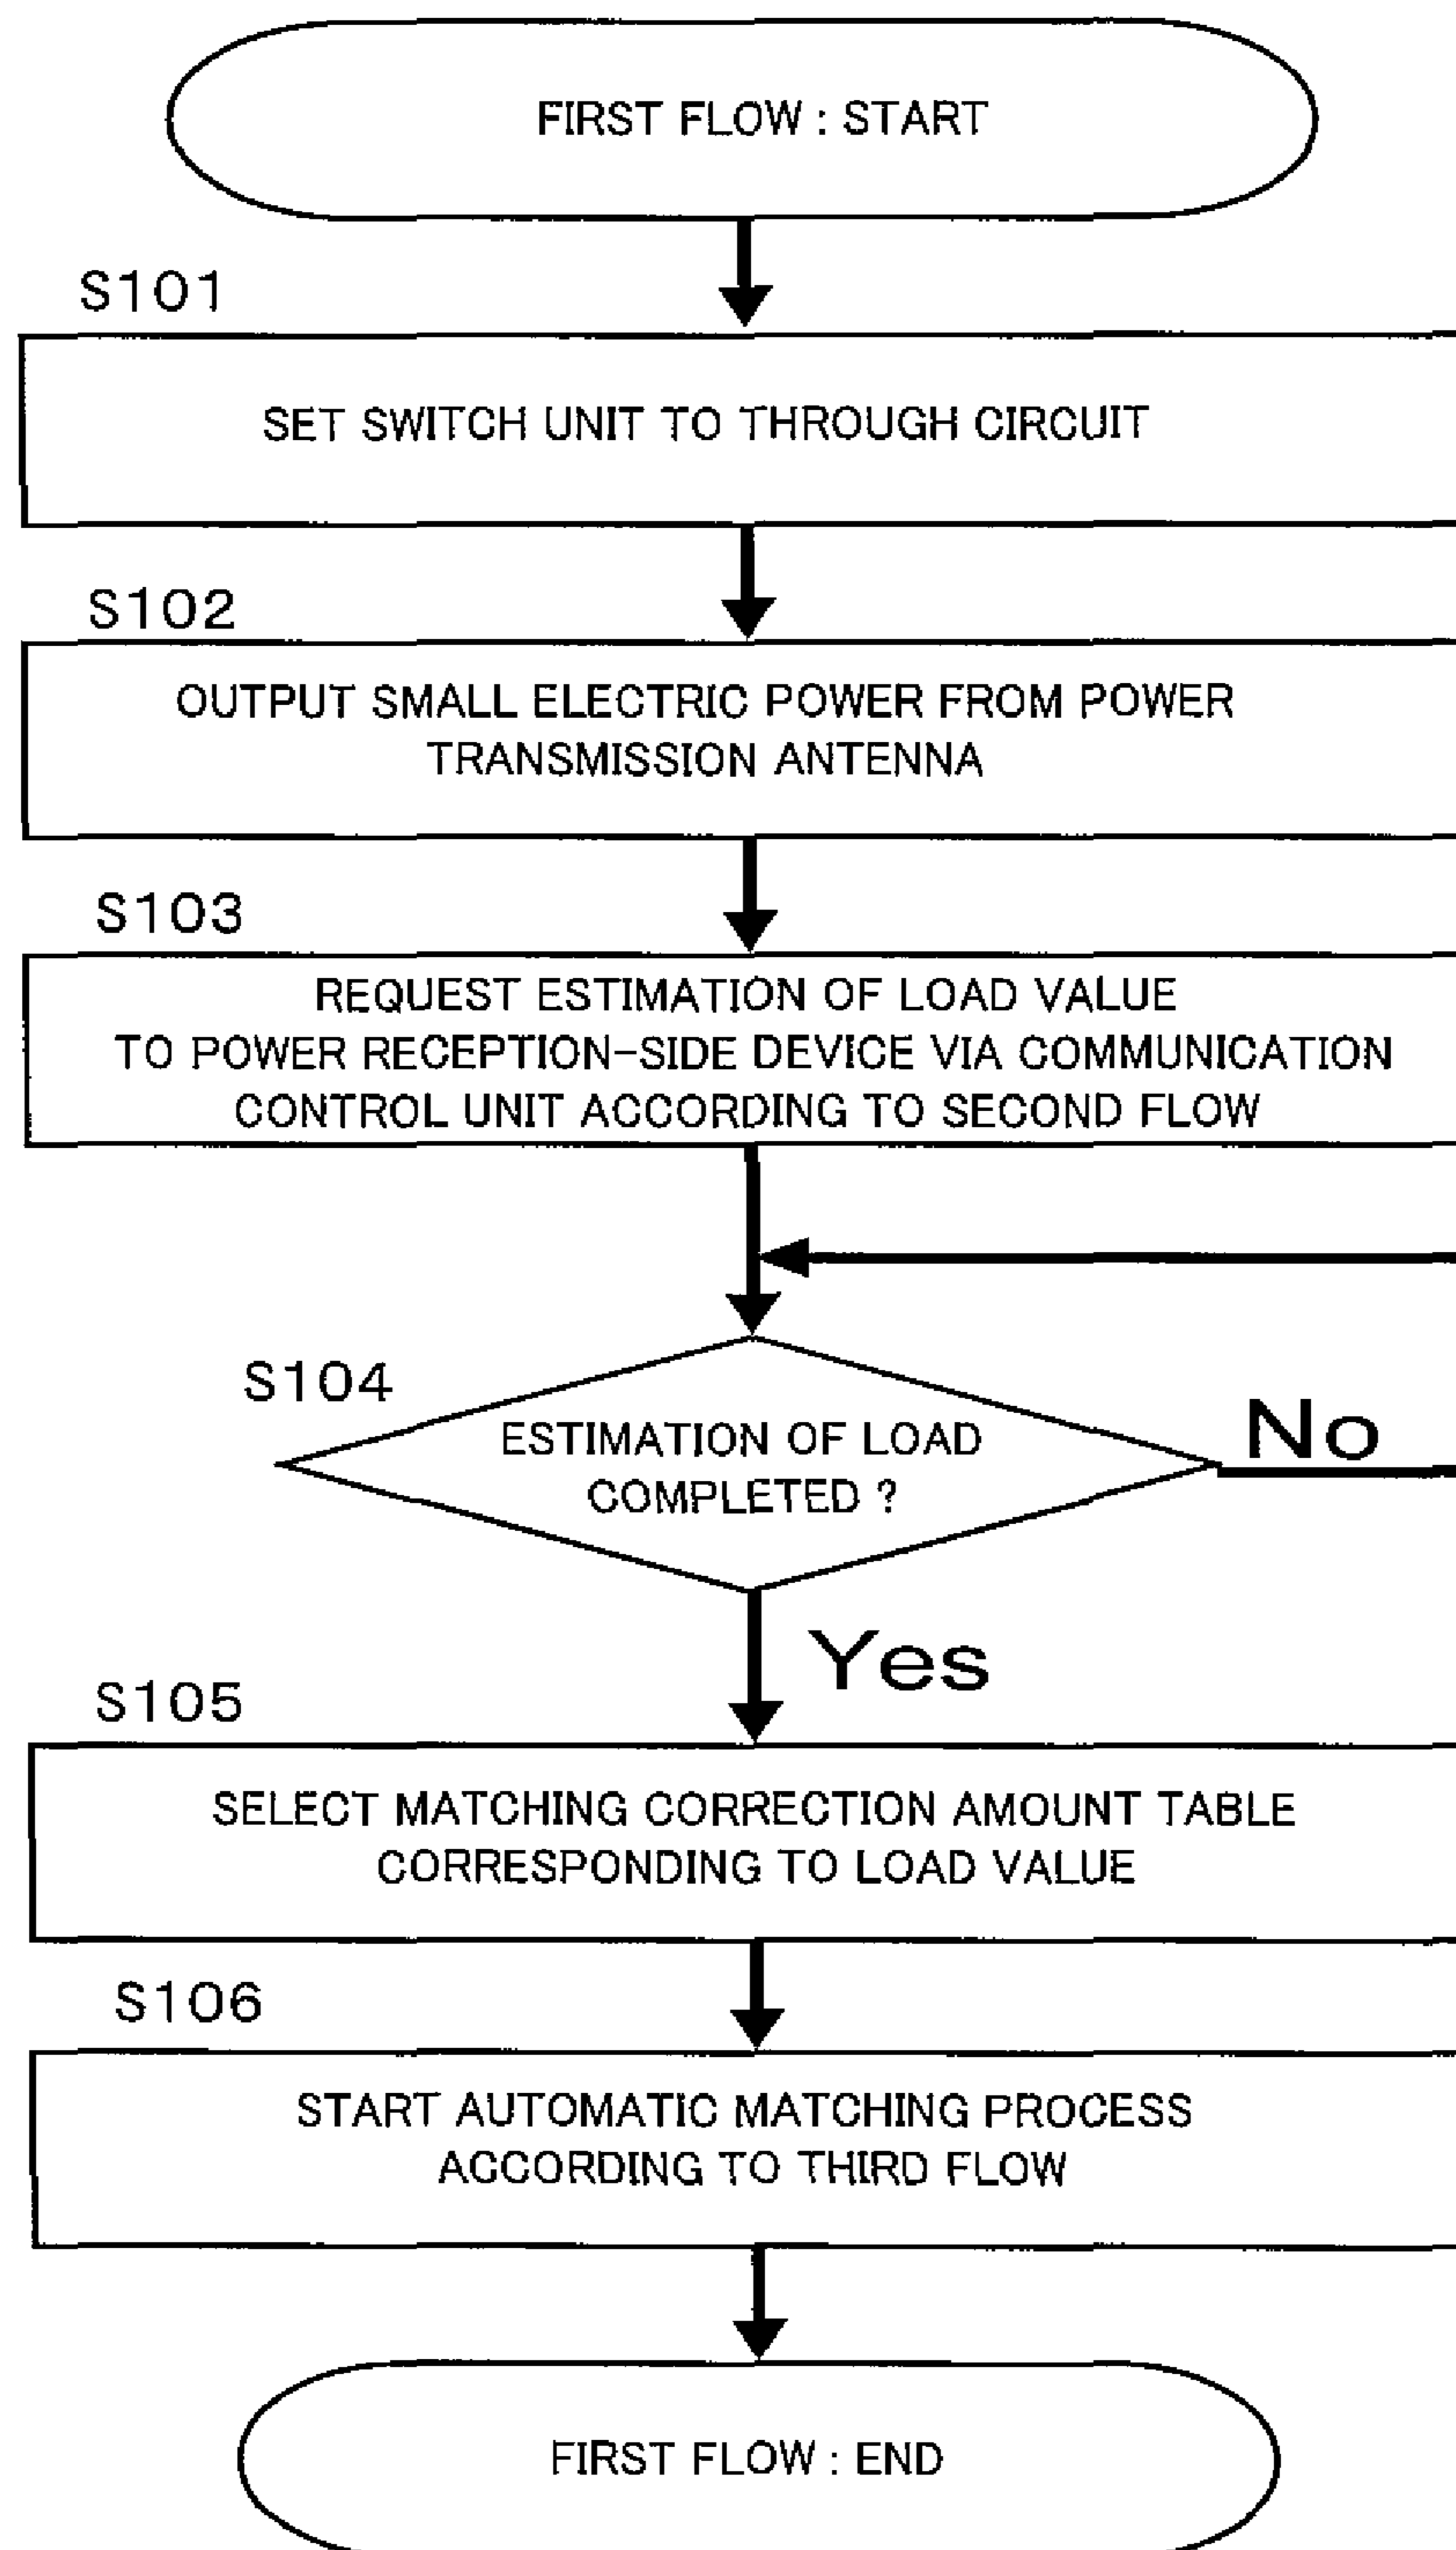 FIRST FLOW : START
S101
SET SWITCH UNIT TO THROUGH CIRCUIT
S102
OUTPUT SMALL ELECTRIC POWER FROM POWER
TRANSMISSION ANTENNA
S103
REQUEST ESTIMATION OF LOAD VALUE
TO POWER RECEPTION-SIDE DEVICE VIA COMMUNICATION
CONTROL UNIT ACCORDING TO SECOND FLOW
S104
ESTIMATION OF LOAD
COMPLETED ?
No
Yes
S105
SELECT MATCHING CORRECTION AMOUNT TABLE
CORRESPONDING TO LOAD VALUE
S106
START AUTOMATIC MATCHING PROCESS
ACCORDING TO THIRD FLOW
FIRST FLOW : END